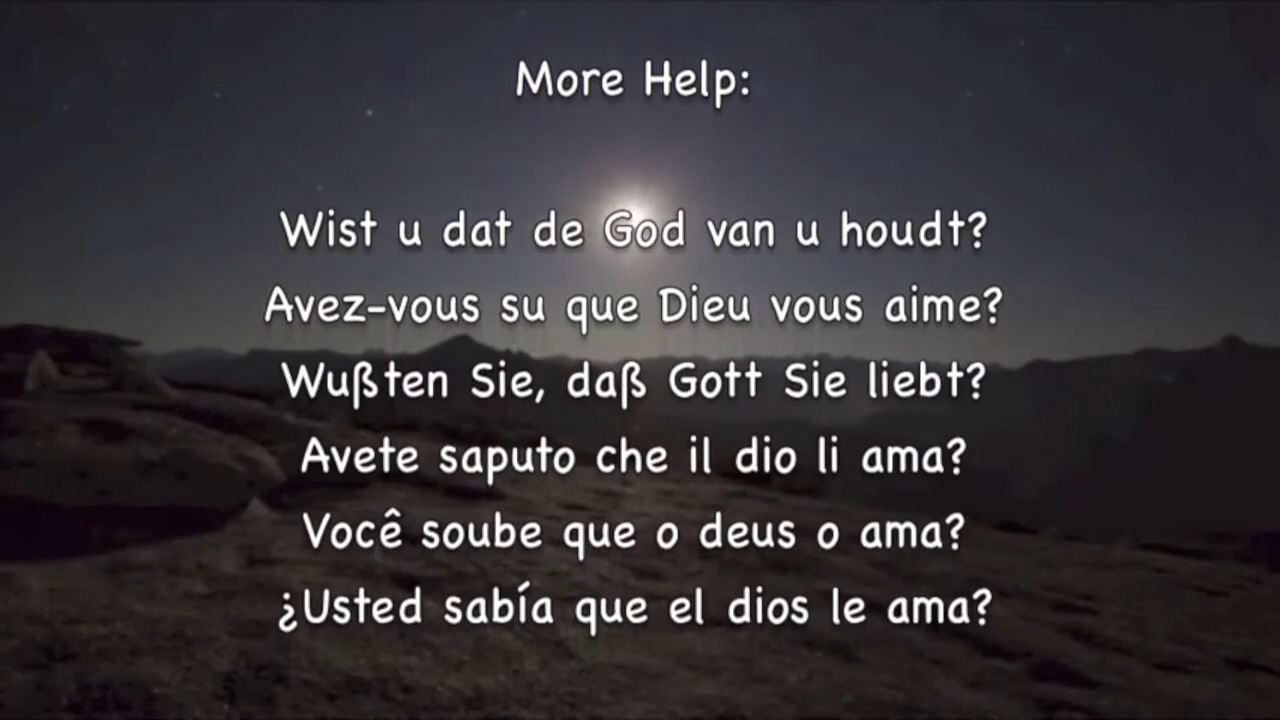 More Help:
Wist u dat de God van u houdt?
Avez-vous su que Dieu vous aime?
Wußten Sie, daß Gott Sie liebt?
Avete saputo che il dio li ama?
Você soube que o deus o ama?
¿Usted sabía que el dios le ama?